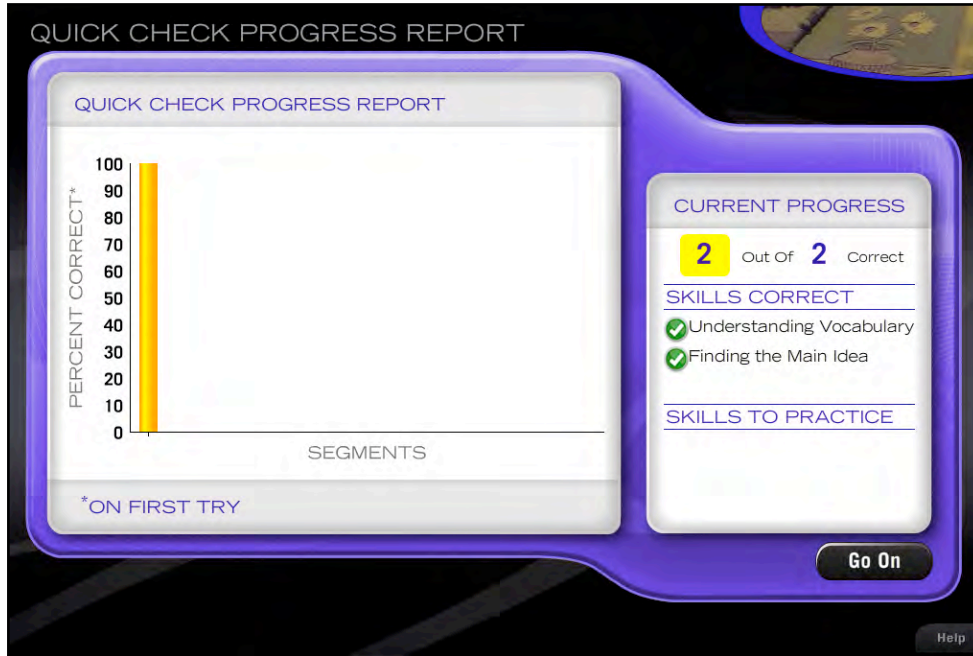 QUICK CHECK PROGRESS REPORT
QUICK CHECK PROGRESS REPORT
PERCENT CORRECT*
100
90
80
70
60
50
40
30
20
10
0
SEGMENTS
*ON FIRST TRY
CURRENT PROGRESS
2 Out Of 2 Correct
SKILLS CORRECT
Understanding Vocabulary
Finding the Main Idea
SKILLS TO PRACTICE
Go On
Help